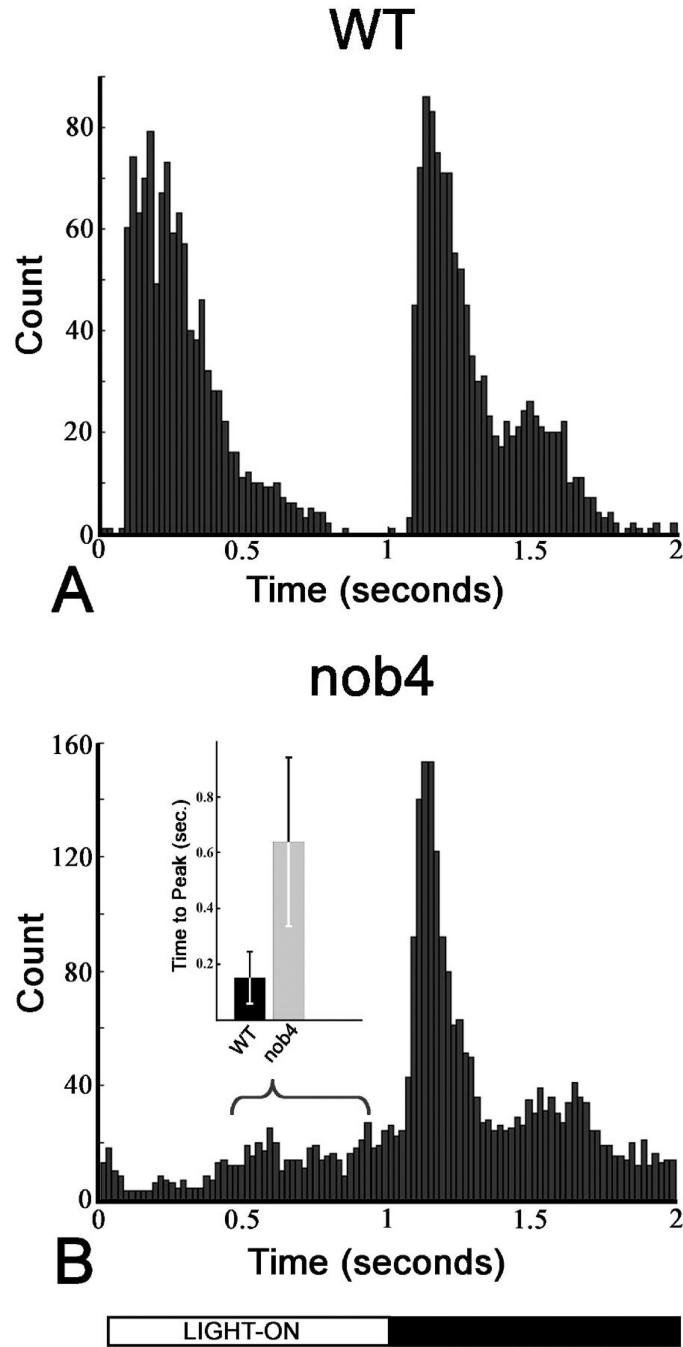 WT
80
60
40
20
0
Count
0 0.5 1 1.5 2
Time (seconds)
A
nob4
160
120
80
40
0
Count
0.8
0.6
0.4
0.2
Time to Peak (sec.)
WT nob4
0 0.5 1 1.5 2
Time (seconds)
B
LIGHT-ON